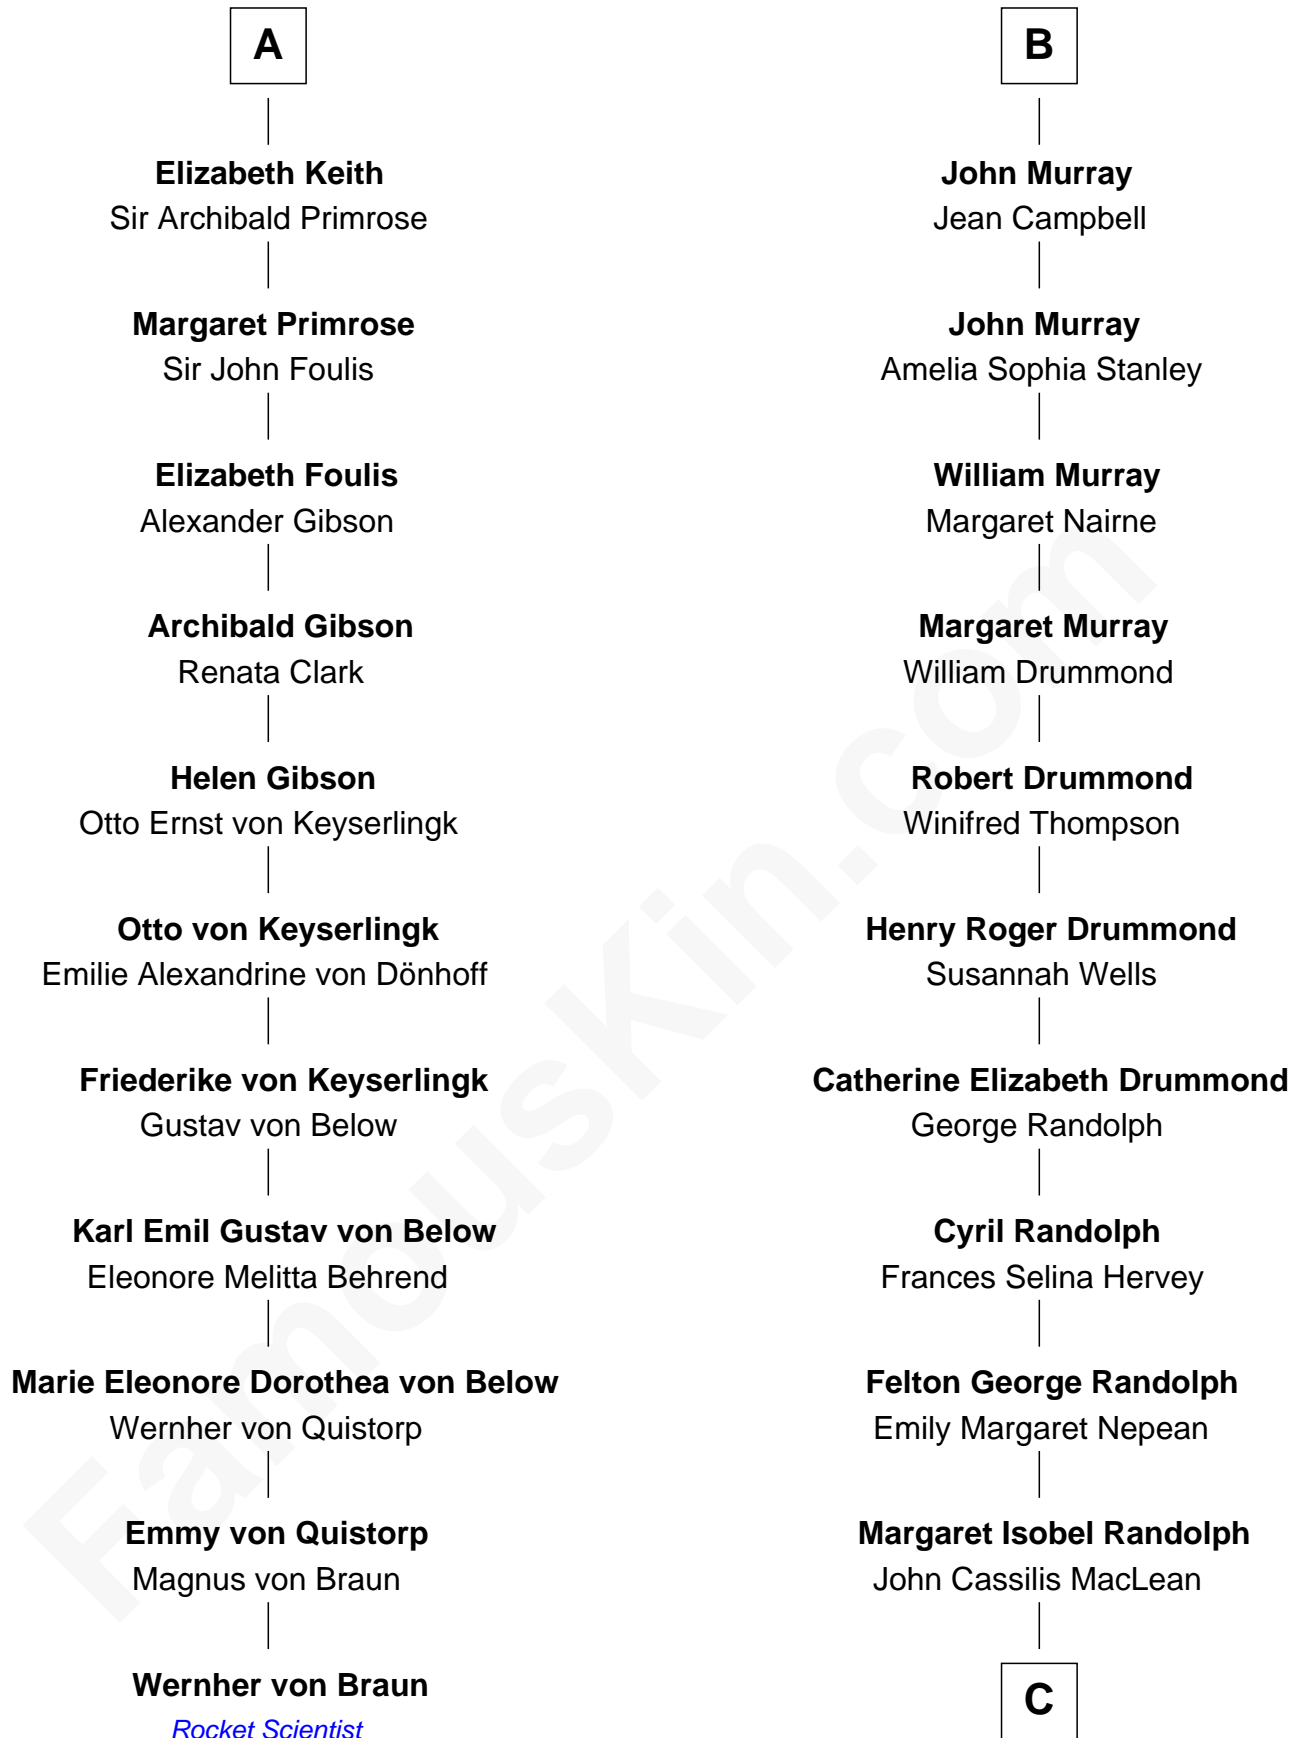 A
Elizabeth Keith
Sir Archibald Primrose
Margaret Primrose
Sir John Foulis
Elizabeth Foulis
Alexander Gibson
Archibald Gibson
Renata Clark
Helen Gibson
Otto Ernst von Keyserlingk
Otto von Keyserlingk
Emilie Alexandrine von Dönhoff
Friederike von Keyserlingk
Gustav von Below
Karl Emil Gustav von Below
Eleonore Melitta Behrend
Marie Eleonore Dorothea von Below
Wernher von Quistorp
Emmy von Quistorp
Magnus von Braun
Wernher von Braun
Rocket Scientist
B
John Murray
Jean Campbell
John Murray
Amelia Sophia Stanley
William Murray
Margaret Nairne
Margaret Murray
William Drummond
Robert Drummond
Winifred Thompson
Henry Roger Drummond
Susannah Wells
Catherine Elizabeth Drummond
George Randolph
Cyril Randolph
Frances Selina Hervey
Felton George Randolph
Emily Margaret Nepean
Margaret Isobel Randolph
John Cassilis MacLean
C
FamousKin.com